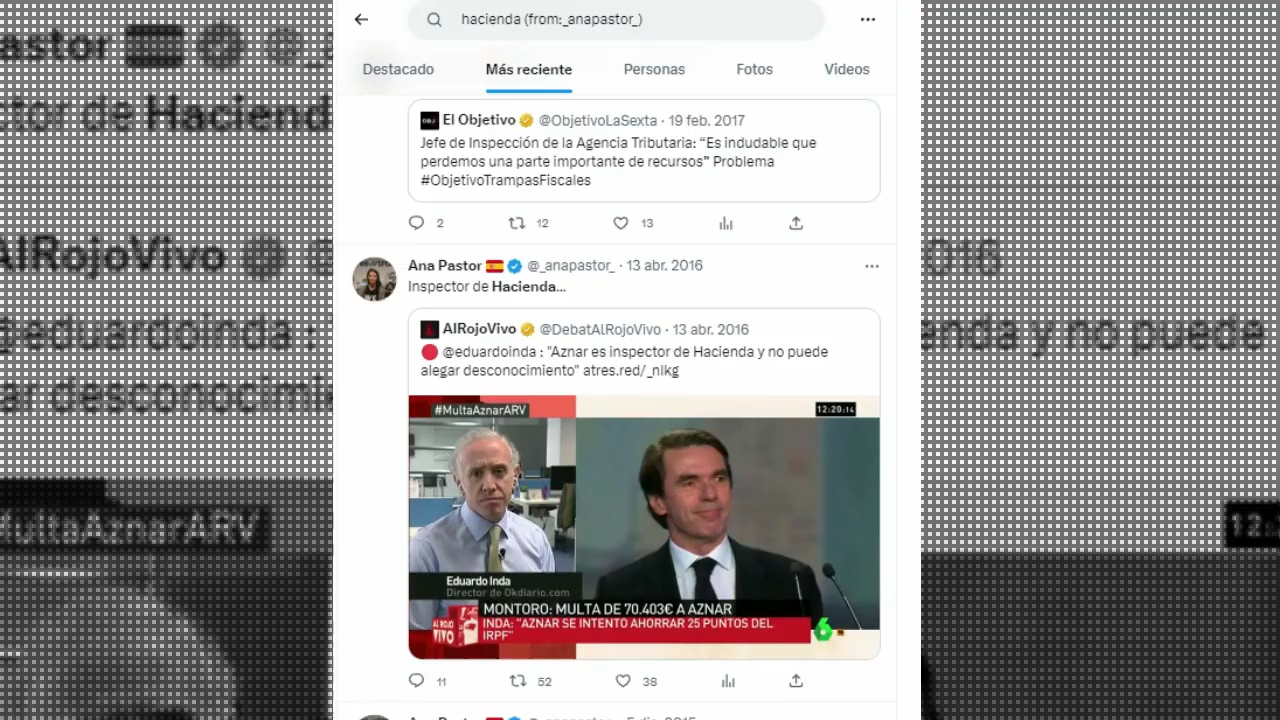 hacienda (from:_anapastor_)
Destacado
Más reciente
Personas
Fotos
Videos
El Objetivo @ObjetivoLaSexta · 19 feb. 2017
Jefe de Inspección de la Agencia Tributaria: “Es indudable que
perdemos una parte importante de recursos” Problema
#ObjetivoTrampasFiscales
2 12 13
Ana Pastor @_anapastor_ · 13 abr. 2016
Inspector de Hacienda...
AlRojoVivo @DebatAlRojoVivo · 13 abr. 2016
@eduardoinda : "Aznar es inspector de Hacienda y no puede
alegar desconocimiento" atres.red/_nlkg
#MultaAznarARV
12:20:14
Eduardo Inda
Director de Okdiario.com
MONTORO: MULTA DE 70.403€ A AZNAR
AL ROJO
VIVO
INDA: "AZNAR SE INTENTÓ AHORRAR 25 PUNTOS DEL
IRPF"
6
11 52 38